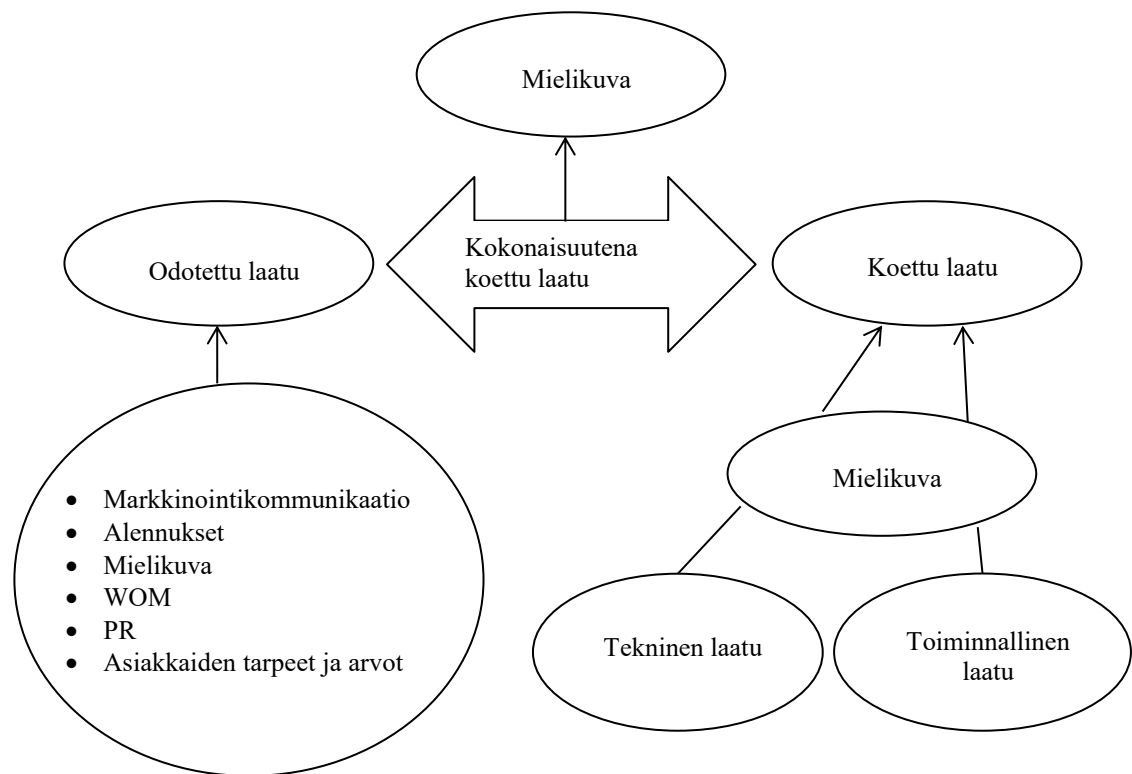 Mielikuva
Kokonaisuutena
koettu laatu
Odotettu laatu
Koettu laatu
• Markkinointikommunikaatio
• Alennukset
• Mielikuva
• WOM
• PR
• Asiakkaiden tarpeet ja arvot
Mielikuva
Tekninen laatu
Toiminnallinen
laatu